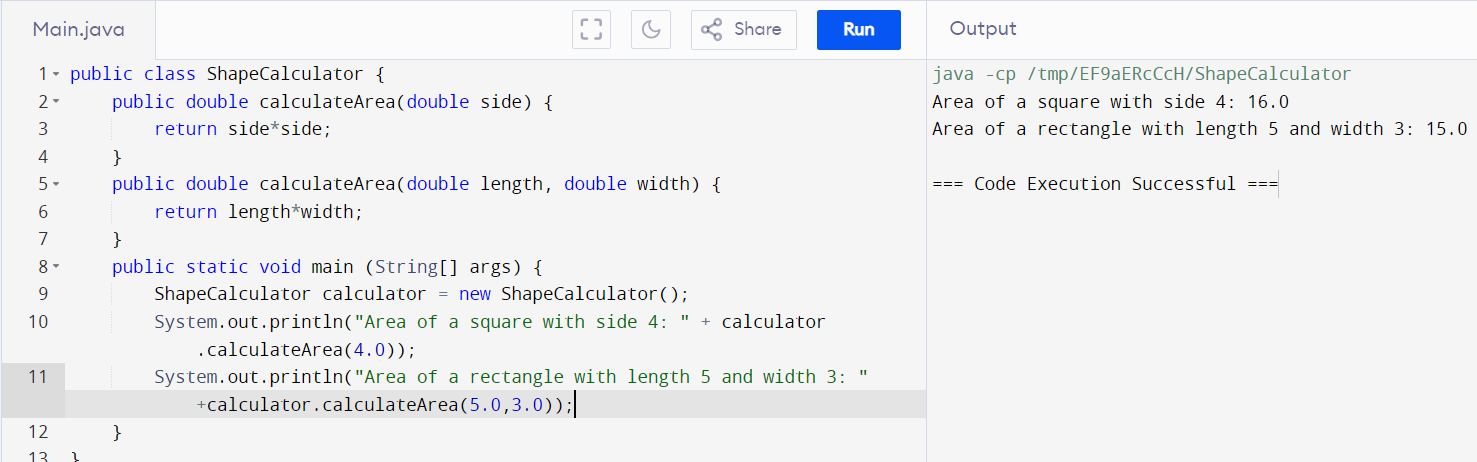 Main.java
Share
Run
Output
1 public class ShapeCalculator {
2 public double calculateArea(double side) {
3 return side*side;
4 }
5 public double calculateArea(double length, double width) {
6 return length*width;
7 }
8 public static void main (String[] args) {
9 ShapeCalculator calculator = new ShapeCalculator();
10 System.out.println("Area of a square with side 4: " + calculator
.calculateArea(4.0));
11 System.out.println("Area of a rectangle with length 5 and width 3: "
+calculator.calculateArea(5.0,3.0));
12 }
13 }
java -cp /tmp/EF9aERcCcH/ShapeCalculator
Area of a square with side 4: 16.0
Area of a rectangle with length 5 and width 3: 15.0
=== Code Execution Successful ===